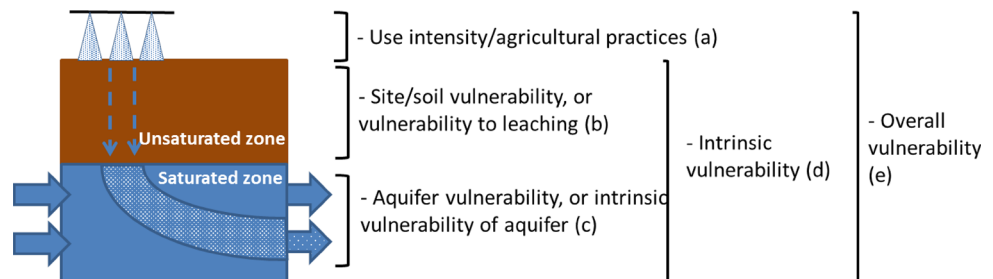 - Use intensity/agricultural practices (a)
- Site/soil vulnerability, or
vulnerability to leaching (b)
Unsaturated zone
Saturated zone
- Aquifer vulnerability, or intrinsic
vulnerability of aquifer (c)
- Intrinsic
vulnerability (d)
- Overall
vulnerability
(e)